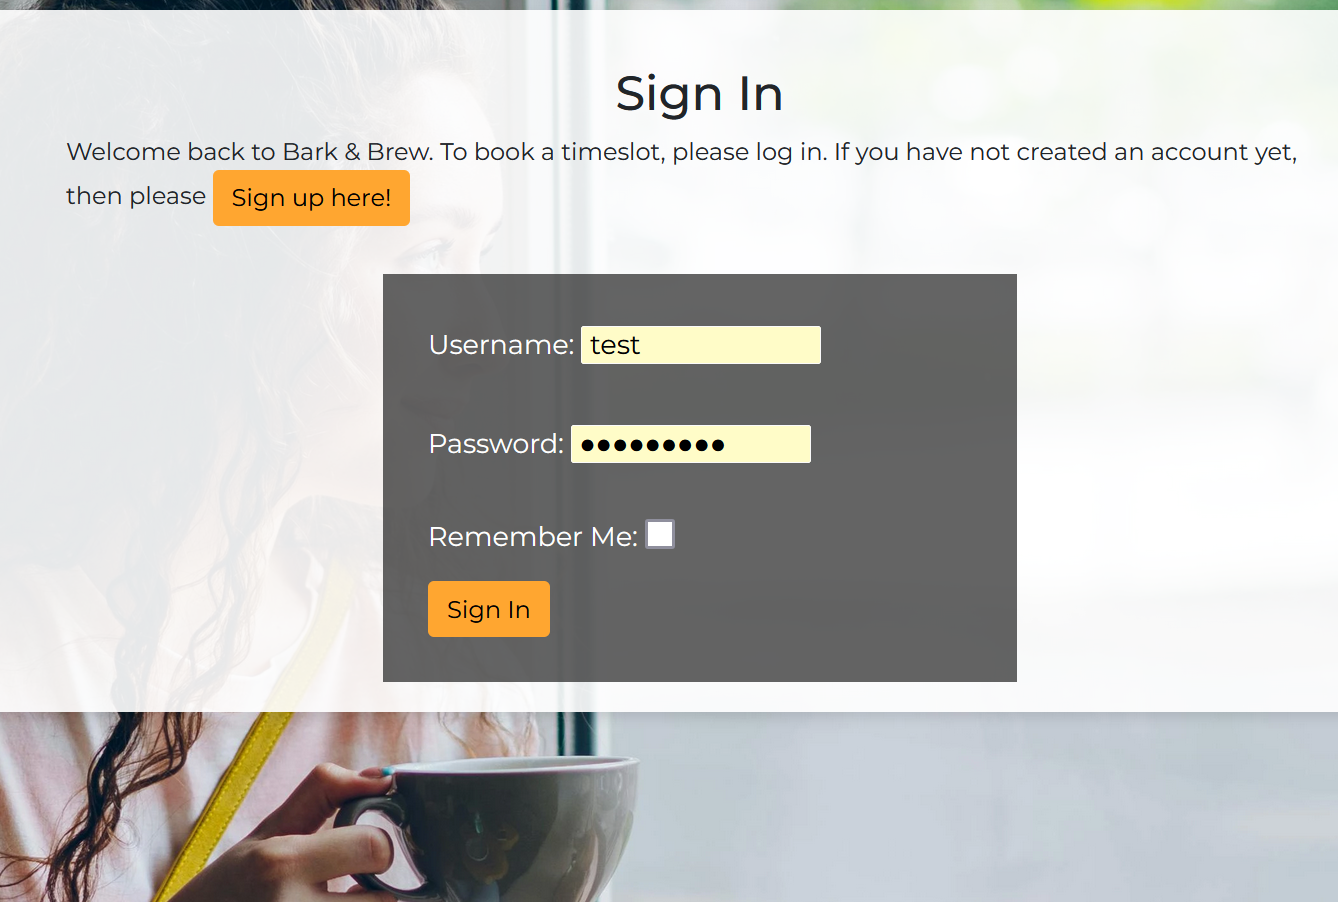 Sign In
Welcome back to Bark & Brew. To book a timeslot, please log in. If you have not created an account yet,
then please Sign up here!
Username: test
Password: ●●●●●●●●●
Remember Me:
Sign In